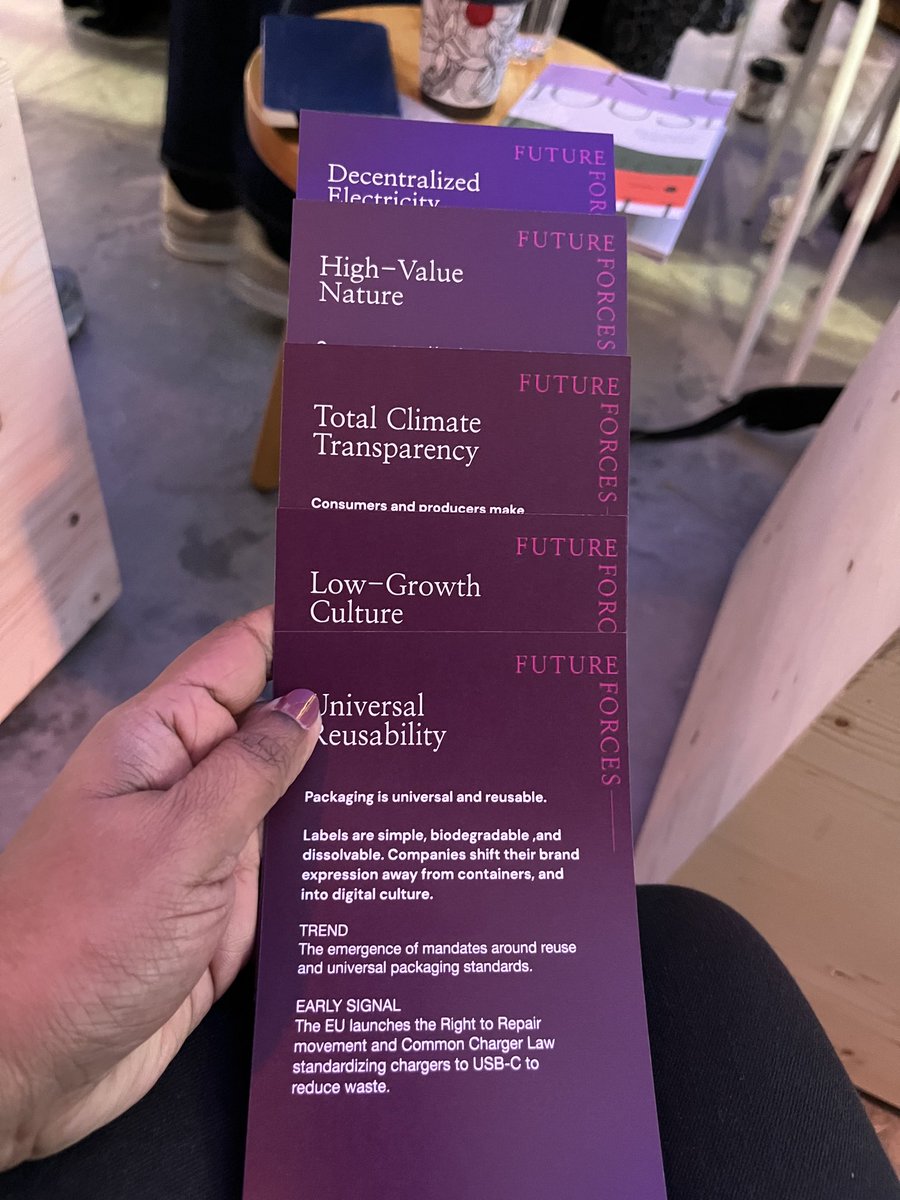 FUTURE
Decentralized
Electricity
FUTURE
FORCES
High–Value
Nature
FUTURE
FORCES
Total Climate
Transparency
Consumers and producers make
FUTURE
Low–Growth
Culture
FUTURE
FORCES
Universal
Reusability
Packaging is universal and reusable.
Labels are simple, biodegradable ,and
dissolvable. Companies shift their brand
expression away from containers, and
into digital culture.
TREND
The emergence of mandates around reuse
and universal packaging standards.
EARLY SIGNAL
The EU launches the Right to Repair
movement and Common Charger Law
standardizing chargers to USB-C to
reduce waste.